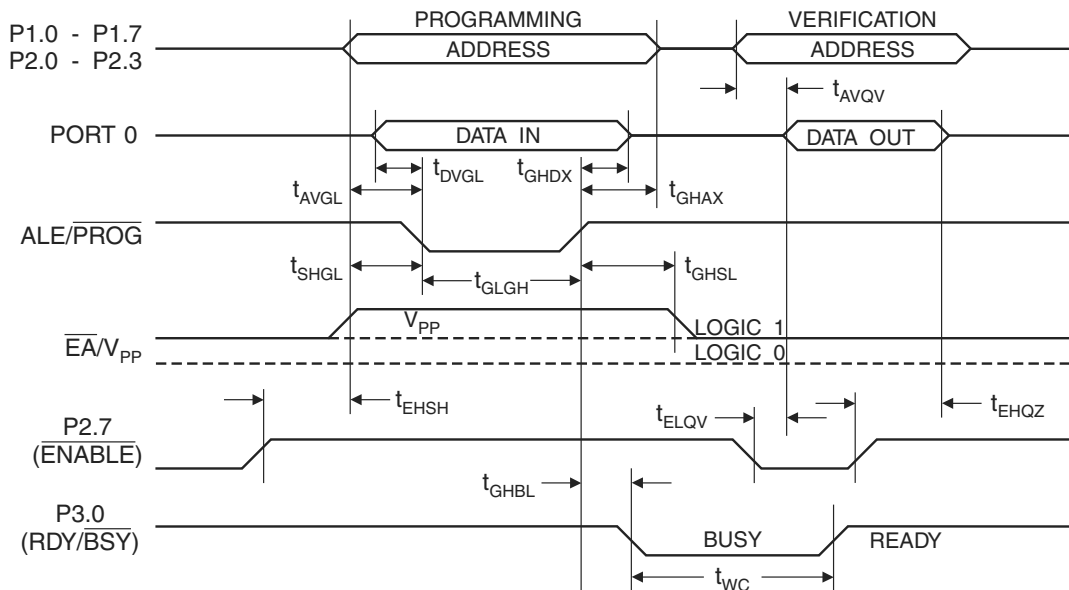 PROGRAMMING VERIFICATION
P1.0 - P1.7
P2.0 - P2.3
ADDRESS ADDRESS
tAVQV
PORT 0 DATA IN DATA OUT
tDVGL tGHDX
tAVGL tGHAX
ALE/PROG
tSHGL tGLGH tGHSL
VPP LOGIC 1
EA/VPP LOGIC 0
tEHSH tELQV tEHQZ
P2.7
(ENABLE)
tGHBL
P3.0
(RDY/BSY) BUSY READY
tWC